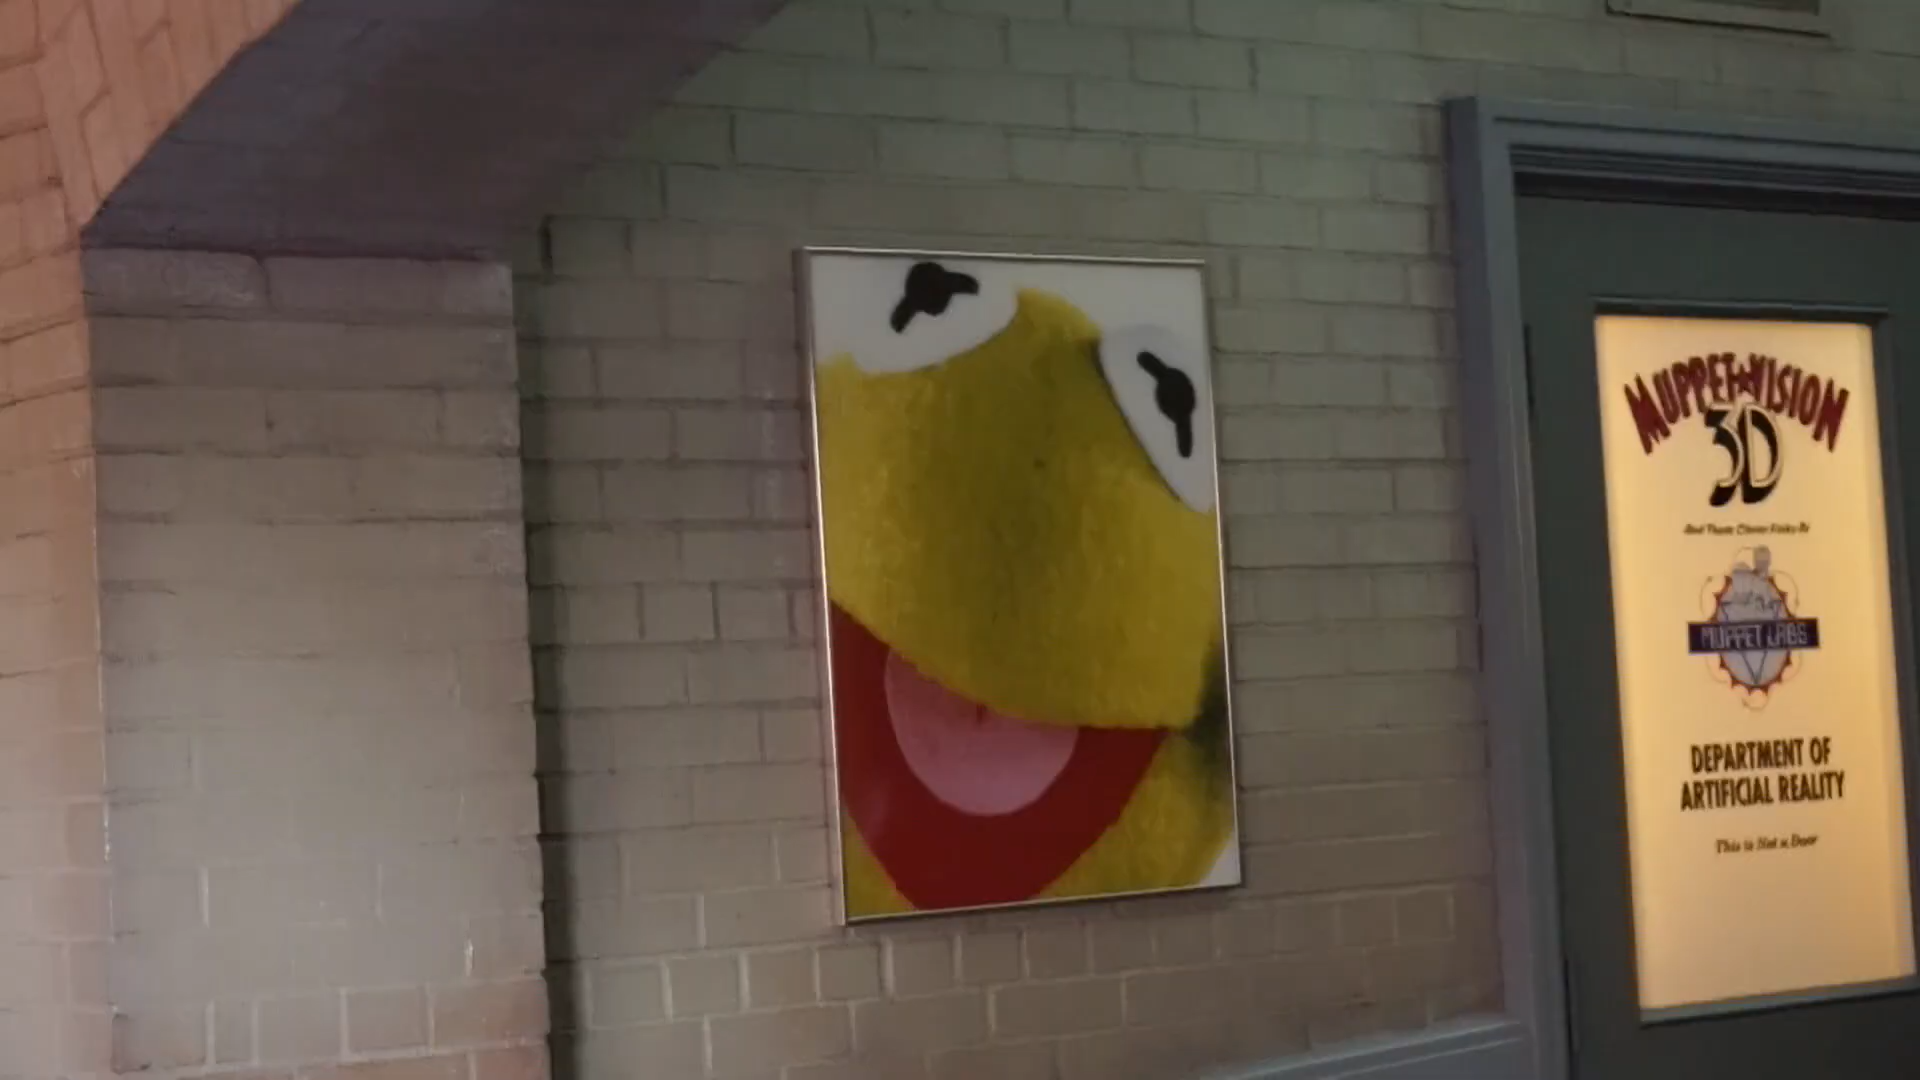 MUPPET★VISION
3D
MUPPET LABS
DEPARTMENT OF
ARTIFICIAL REALITY
This is Not a Door